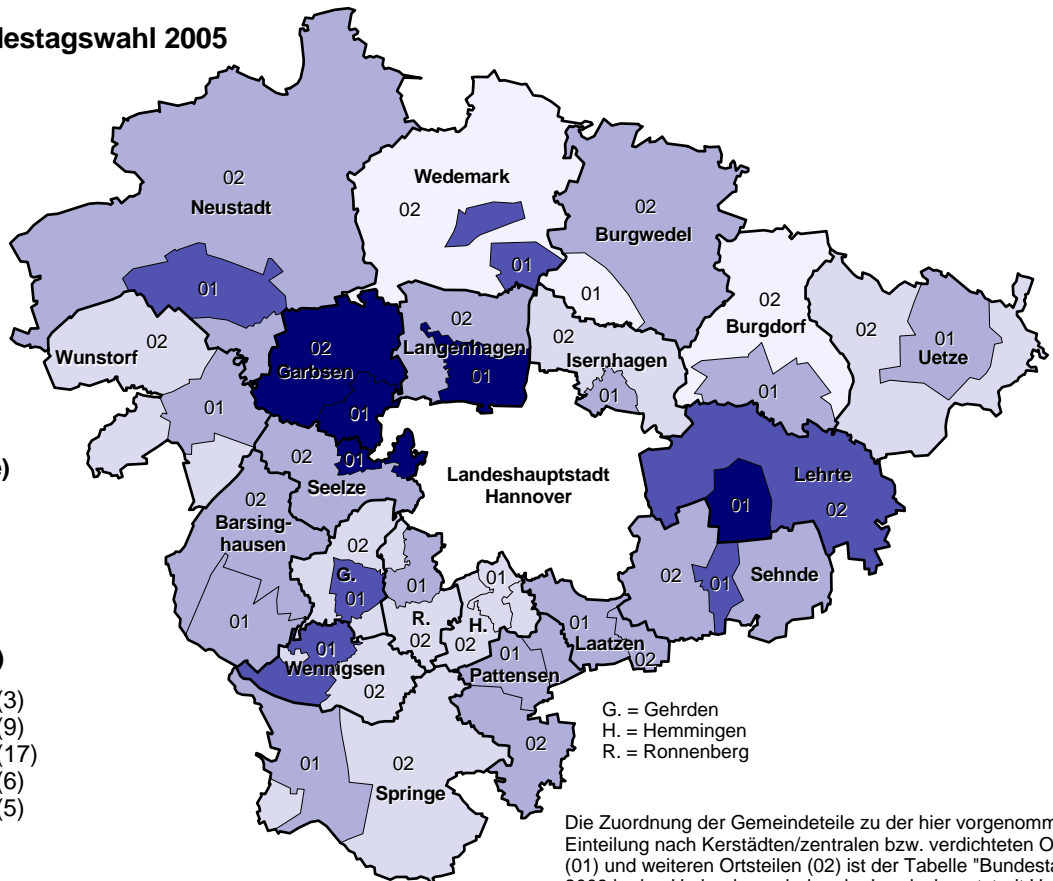 destagswahl 2005
02
Neustadt
01
Wedemark
02
01
02
Burgwedel
01
02
Burgdorf
01
02
01
Uetze
02
Wunstorf
01
02
Garbsen
01
02
Langenhagen
01
02
Isernhagen
01
e)
02
01
Seelze
Landeshauptstadt
Hannover
Lehrte
01
02
02
Barsing-
hausen
01
02
G.
01
01
R.
02
01
H.
02
02
01
Sehnde
01
Laatzen
02
01
Wennigsen
02
01
Pattensen
02
)
(3)
(9)
(17)
(6)
(5)
01
02
Springe
G. = Gehrden
H. = Hemmingen
R. = Ronnenberg
Die Zuordnung der Gemeindeteile zu der hier vorgenomm
Einteilung nach Kerstädten/zentralen bzw. verdichteten O
(01) und weiteren Ortsteilen (02) ist der Tabelle "Bundesta